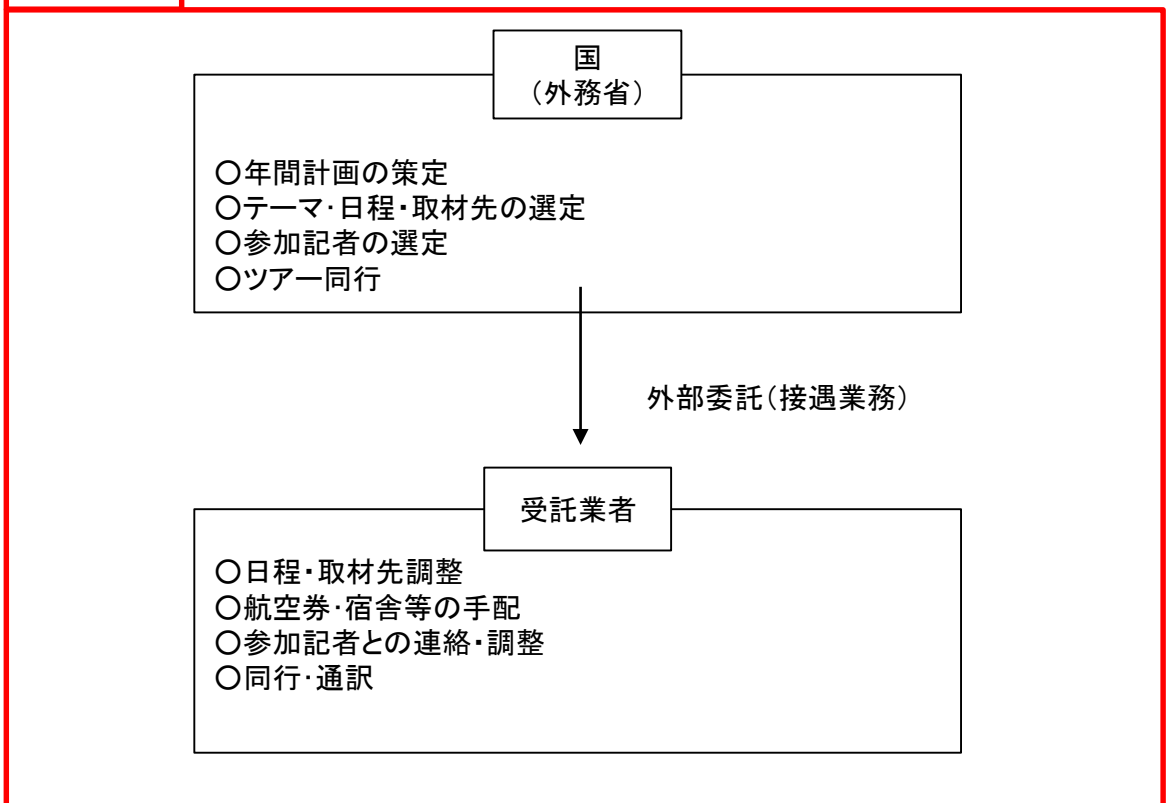 国
（外務省）
○年間計画の策定
○テーマ・日程・取材先の選定
○参加記者の選定
○ツアー同行
外部委託（接遇業務）
受託業者
○日程・取材先調整
○航空券・宿舎等の手配
○参加記者との連絡・調整
○同行・通訳